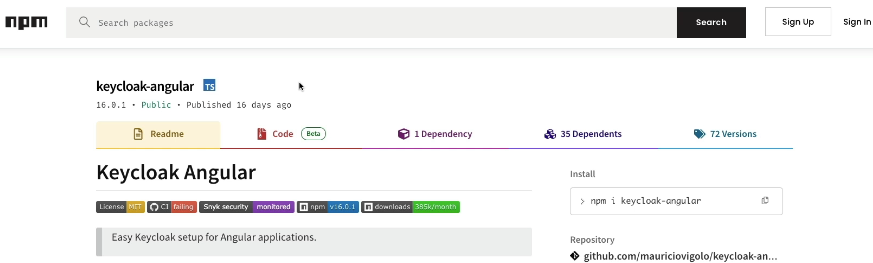 npm
Search packages
Search
Sign Up
Sign In
keycloak-angular TS
16.0.1 • Public • Published 16 days ago
Readme
Code Beta
1 Dependency
35 Dependents
72 Versions
Keycloak Angular
License MIT CI failing Snyk security monitored npm v16.0.1 downloads 385k/month
Easy Keycloak setup for Angular applications.
Install
> npm i keycloak-angular
Repository
github.com/mauriciovigolo/keycloak-an...